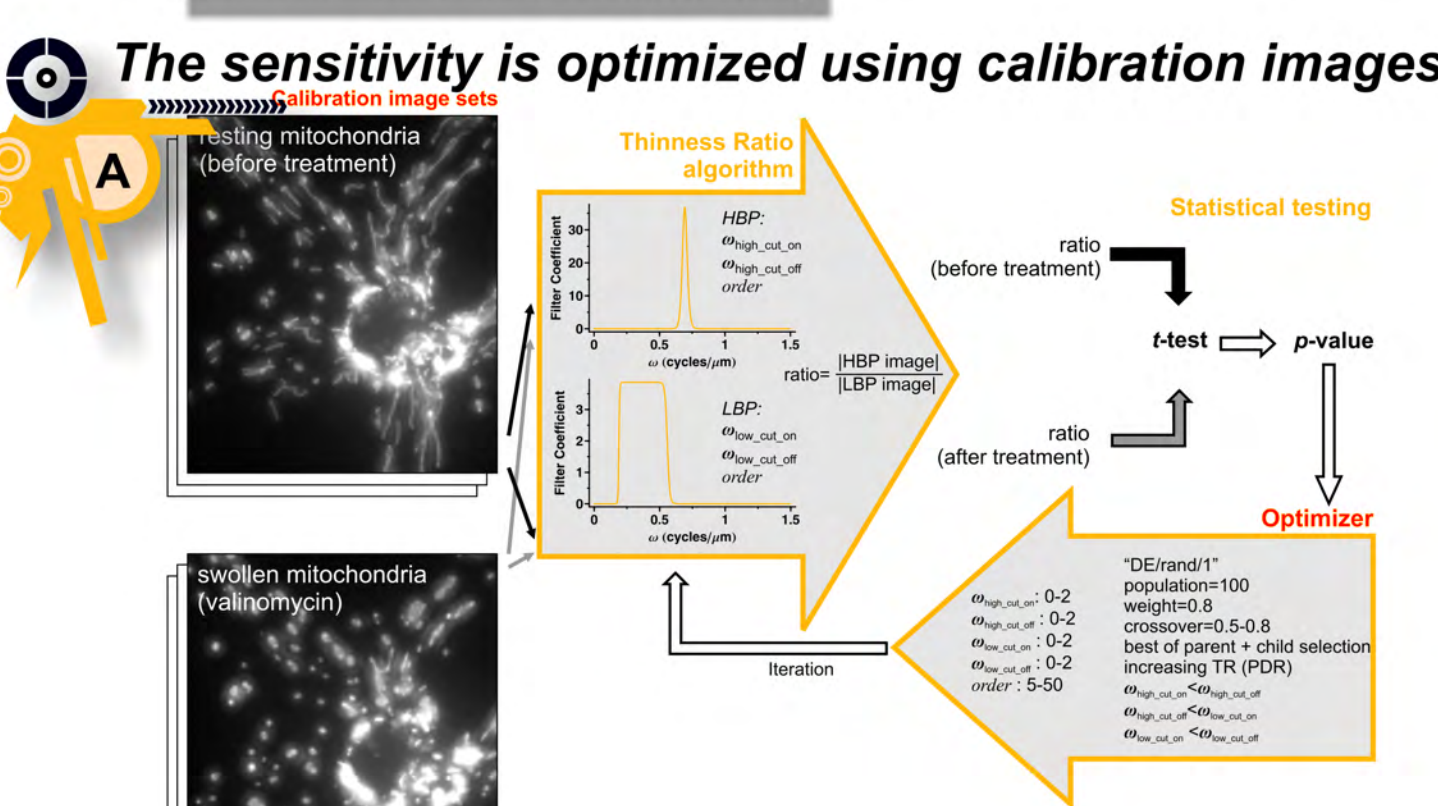 The sensitivity is optimized using calibration images
Calibration image sets
resting mitochondria
(before treatment)
A
Thinness Ratio
algorithm
Filter Coefficient
30
20
10
0
0 0.5 1 1.5
ω (cycles/μm)
HBP:
ωhigh_cut_on
ωhigh_cut_off
order
ratio= |HBP image|
|LBP image|
Filter Coefficient
3
2
1
0
0 0.5 1 1.5
ω (cycles/μm)
LBP:
ωlow_cut_on
ωlow_cut_off
order
Statistical testing
ratio
(before treatment)
t-test
p-value
ratio
(after treatment)
Optimizer
"DE/rand/1"
population=100
weight=0.8
crossover=0.5-0.8
best of parent + child selection
increasing TR (PDR)
ωhigh_cut_on<ωhigh_cut_off
ωhigh_cut_off<ωlow_cut_on
ωlow_cut_on <ωlow_cut_off
ωhigh_cut_on: 0-2
ωhigh_cut_off : 0-2
ωlow_cut_on : 0-2
ωlow_cut_off : 0-2
order : 5-50
Iteration
swollen mitochondria
(valinomycin)